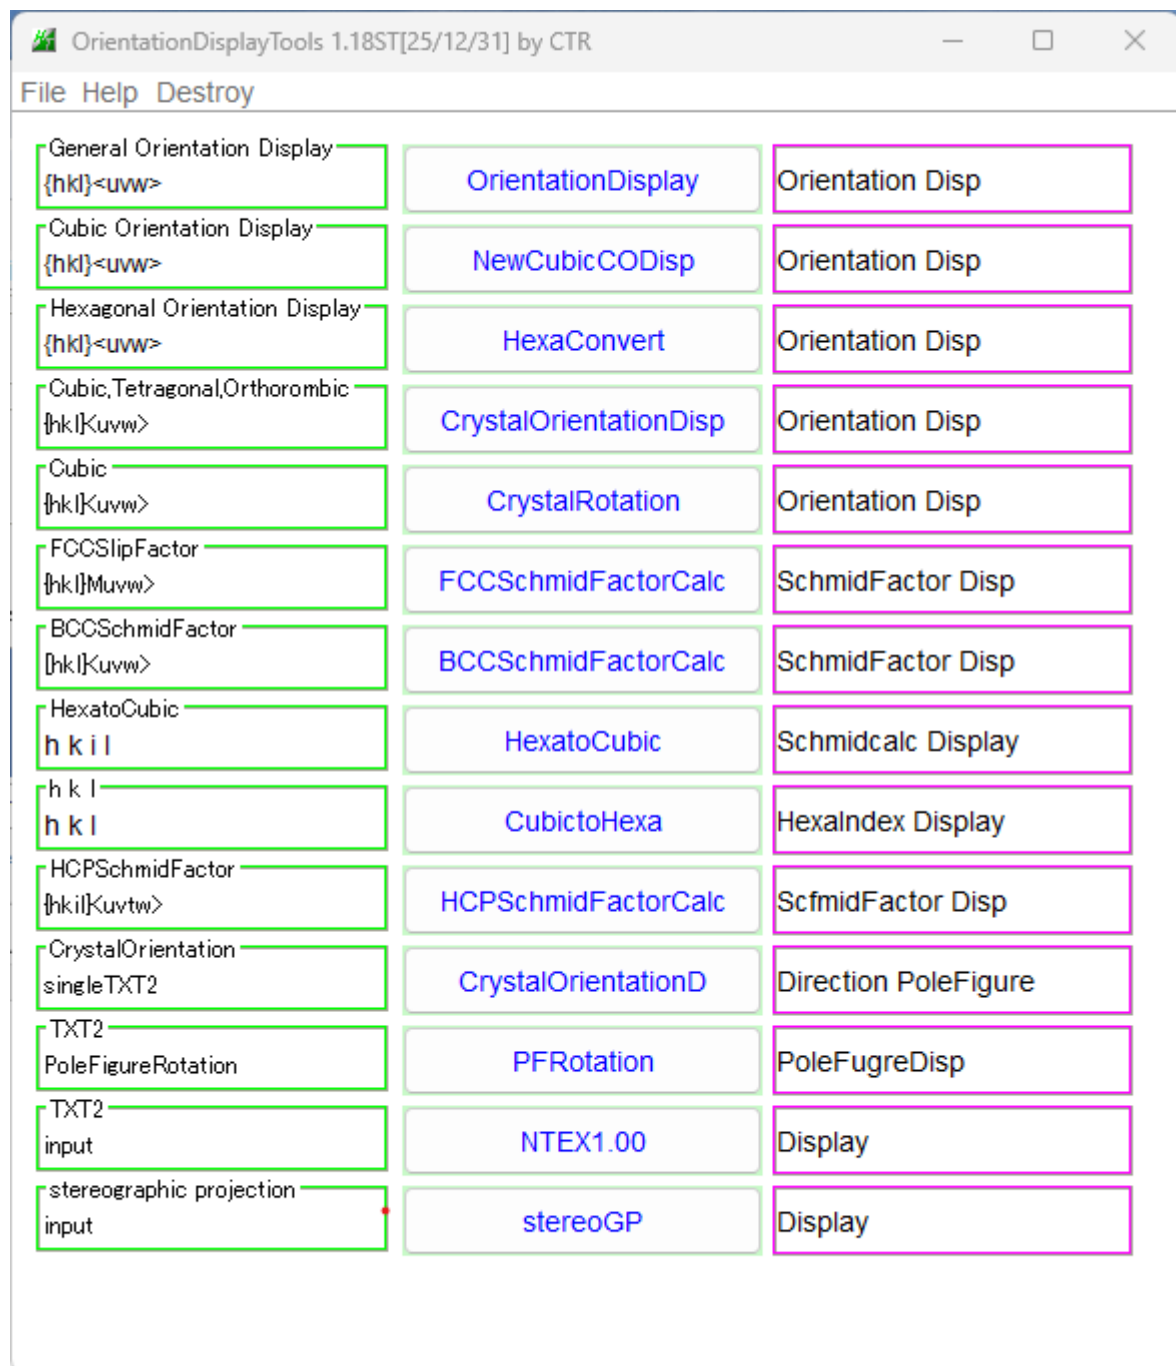 OrientationDisplayTools 1.18ST[25/12/31] by CTR
File Help Destroy
General Orientation Display
{hkl}<uvw>
OrientationDisplay
Orientation Disp
Cubic Orientation Display
{hkl}<uvw>
NewCubicCODisp
Orientation Disp
Hexagonal Orientation Display
{hkl}<uvw>
HexaConvert
Orientation Disp
Cubic,Tetragonal,Orthorombic
{hkl}<uvw>
CrystalOrientationDisp
Orientation Disp
Cubic
{hkl}<uvw>
CrystalRotation
Orientation Disp
FCCSlipFactor
{hkl}Muvw>
FCCSchmidFactorCalc
SchmidFactor Disp
BCCSchmidFactor
[hkl}<uvw>
BCCSchmidFactorCalc
SchmidFactor Disp
HexatoCubic
h k i l
HexatoCubic
Schmidcalc Display
h k l
h k l
CubictoHexa
HexaIndex Display
HCPSchmidFactor
{hkil}<uvtw>
HCPSchmidFactorCalc
ScfmidFactor Disp
CrystalOrientation
singleTXT2
CrystalOrientationD
Direction PoleFigure
TXT2
PoleFigureRotation
PFRotation
PoleFugreDisp
TXT2
input
NTEX1.00
Display
stereographic projection
input
stereoGP
Display